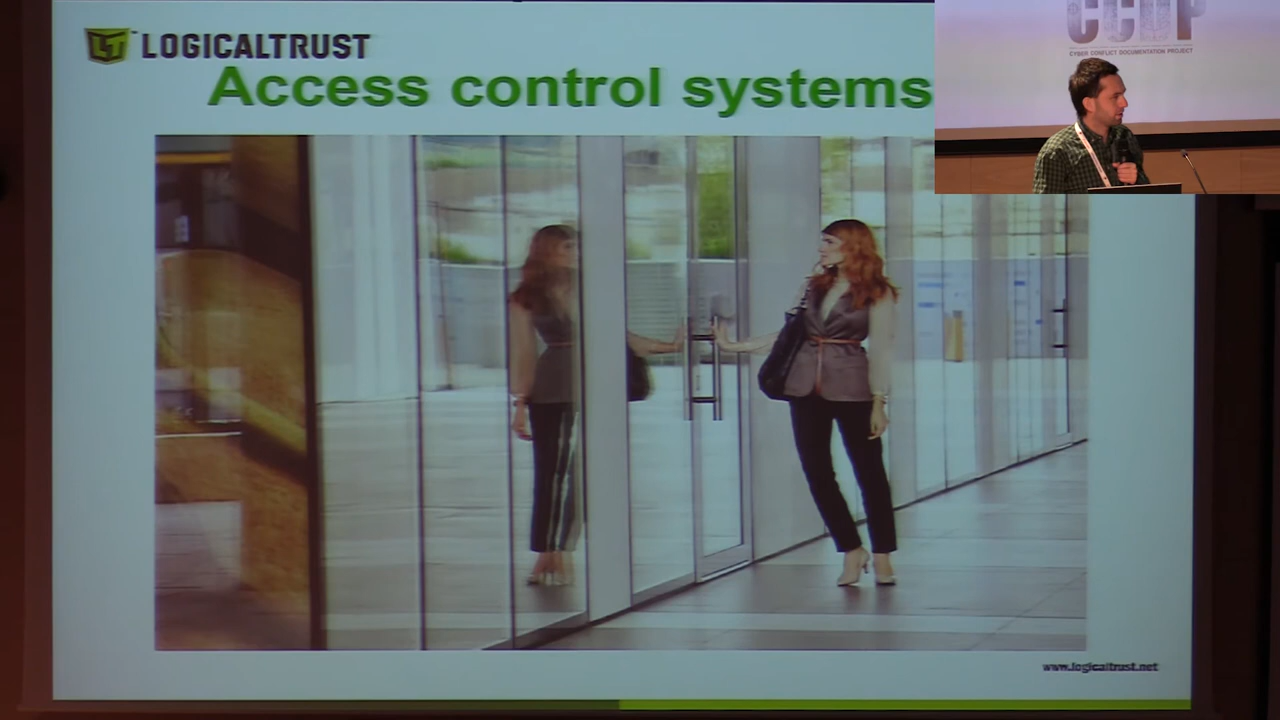 LOGICALTRUST
Access control systems
CCDP
CYBER CONFLICT DOCUMENTATION PROJECT
www.logicaltrust.net